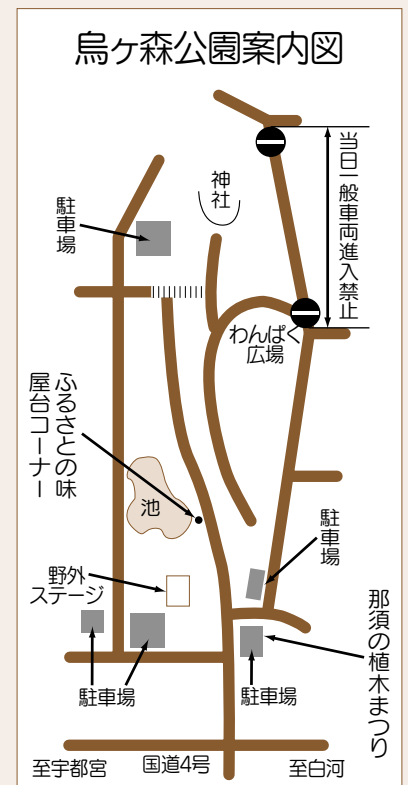 烏ヶ森公園案内図
当日一般車両進入禁止
神社
駐車場
わんぱく
広場
ふるさとの味
屋台コーナー
池
駐車場
野外
ステージ
那須の植木まつり
駐車場
駐車場
至宇都宮
国道4号
至白河